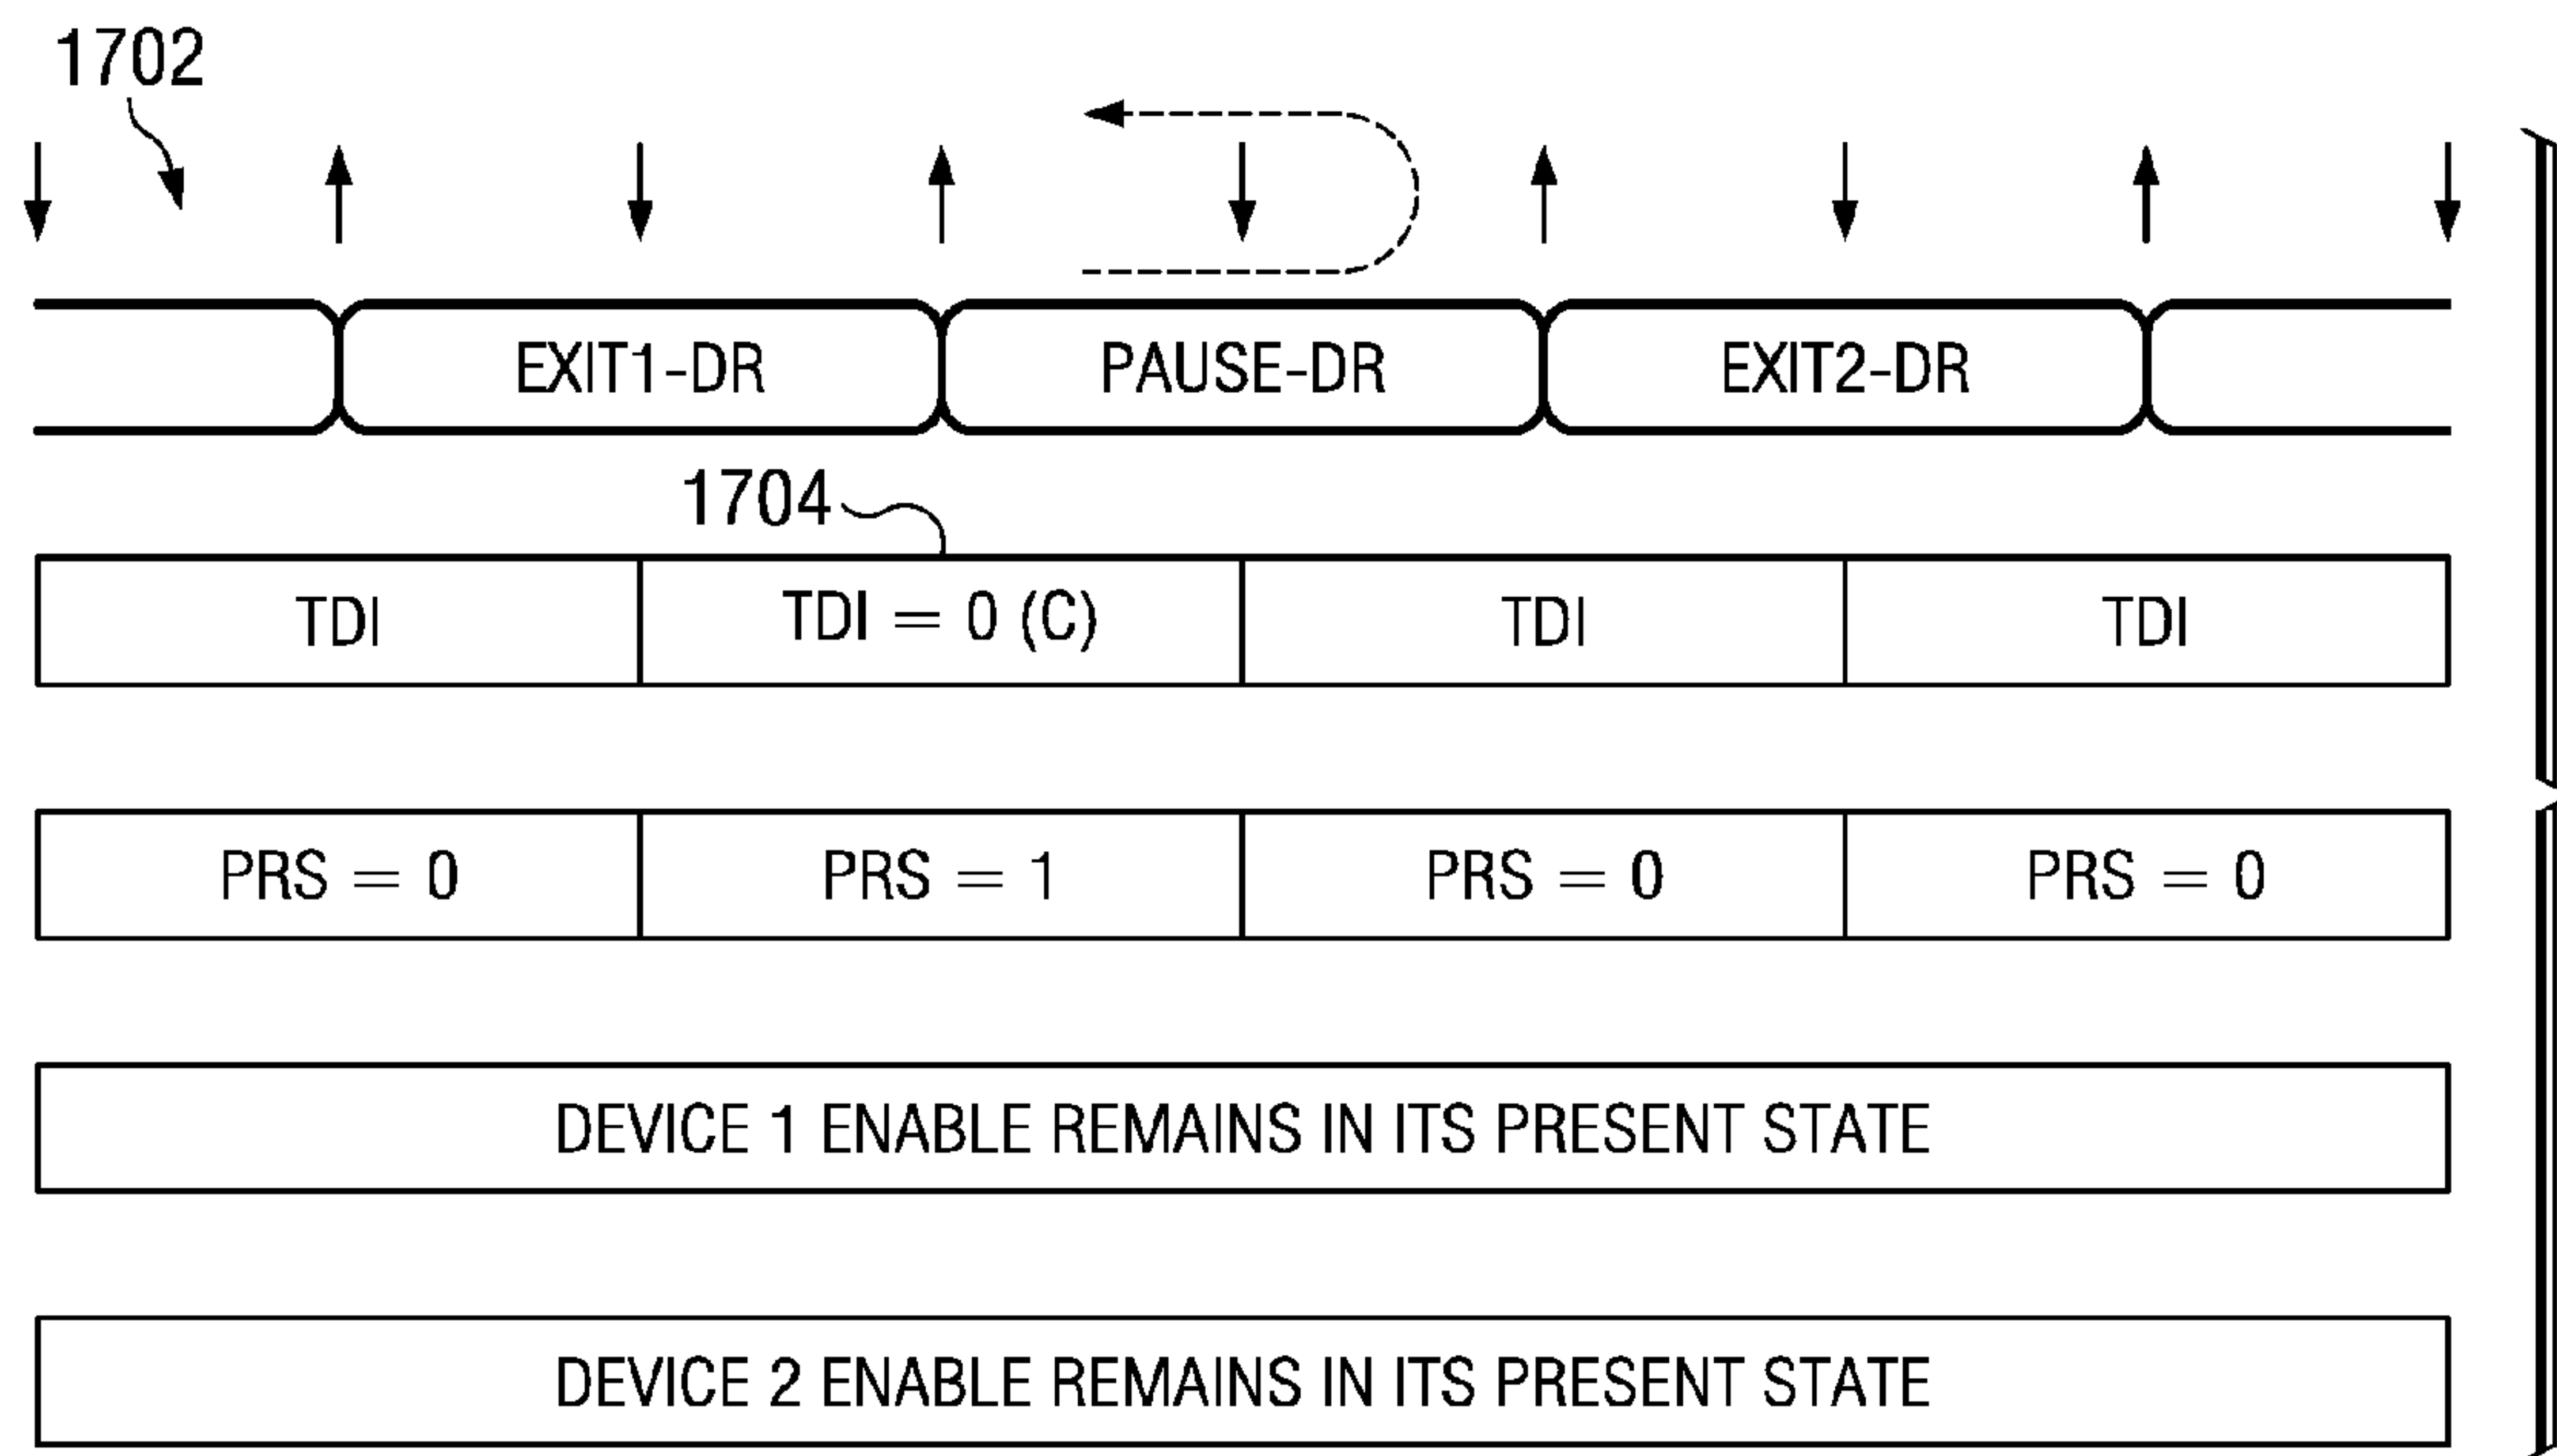 1702
EXIT1-DR PAUSE-DR EXIT2-DR
1704
TDI TDI = 0 (C) TDI TDI
PRS = 0 PRS = 1 PRS = 0 PRS = 0
DEVICE 1 ENABLE REMAINS IN ITS PRESENT STATE
DEVICE 2 ENABLE REMAINS IN ITS PRESENT STATE